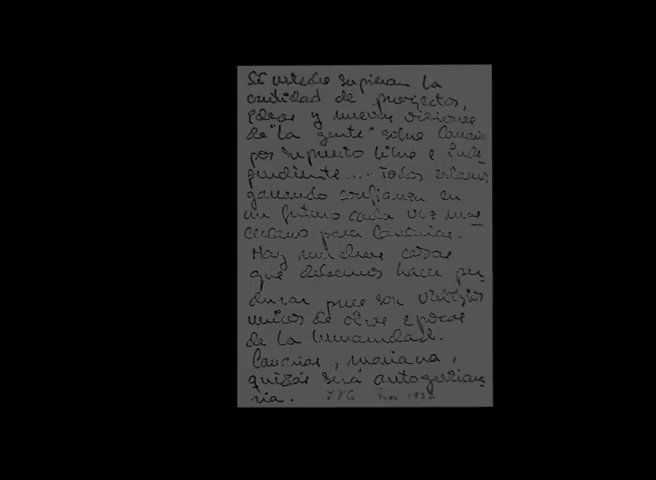 Si ustedes supieran la
cantidad de proyectos,
ideas y nuevas visiones
de "la gente" sobre Canarias
por supuesto libre e inde
pendiente.... Todos estamos
ganando confianza en
un futuro cada vez más
cercano para Canarias.
Hay muchas cosas
que debemos hacer per
durar pues son vestigios
únicos de otras épocas
de la humanidad.
Canarias, mañana,
quizás será autogestiona
ria.